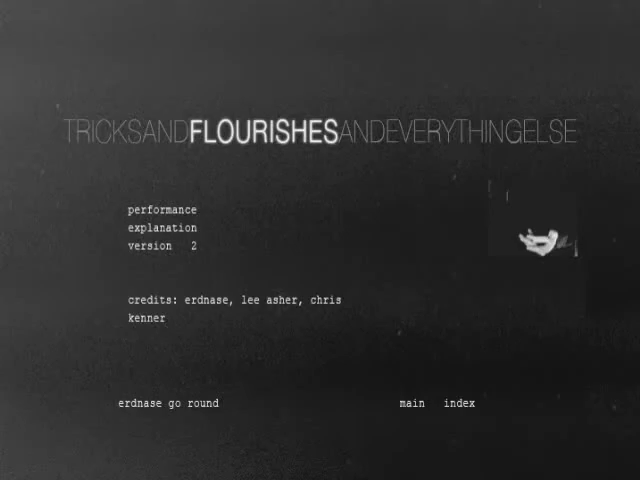 TRICKSANDFLOURISHESANDEVERYTHINGELSE
performance
explanation
version 2
credits: erdnase, lee asher, chris
kenner
erdnase go round main index